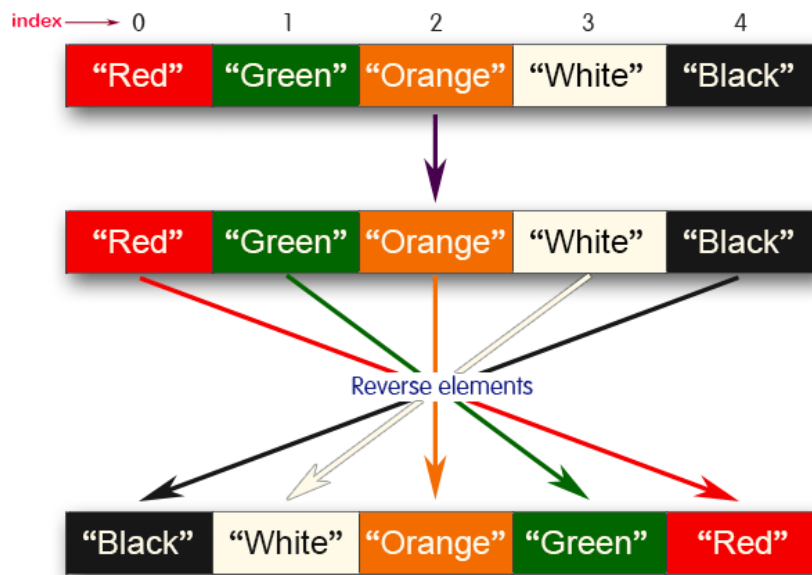 index 0 1 2 3 4
“Red” “Green” “Orange” “White” “Black”
“Red” “Green” “Orange” “White” “Black”
Reverse elements
“Black” “White” “Orange” “Green” “Red”